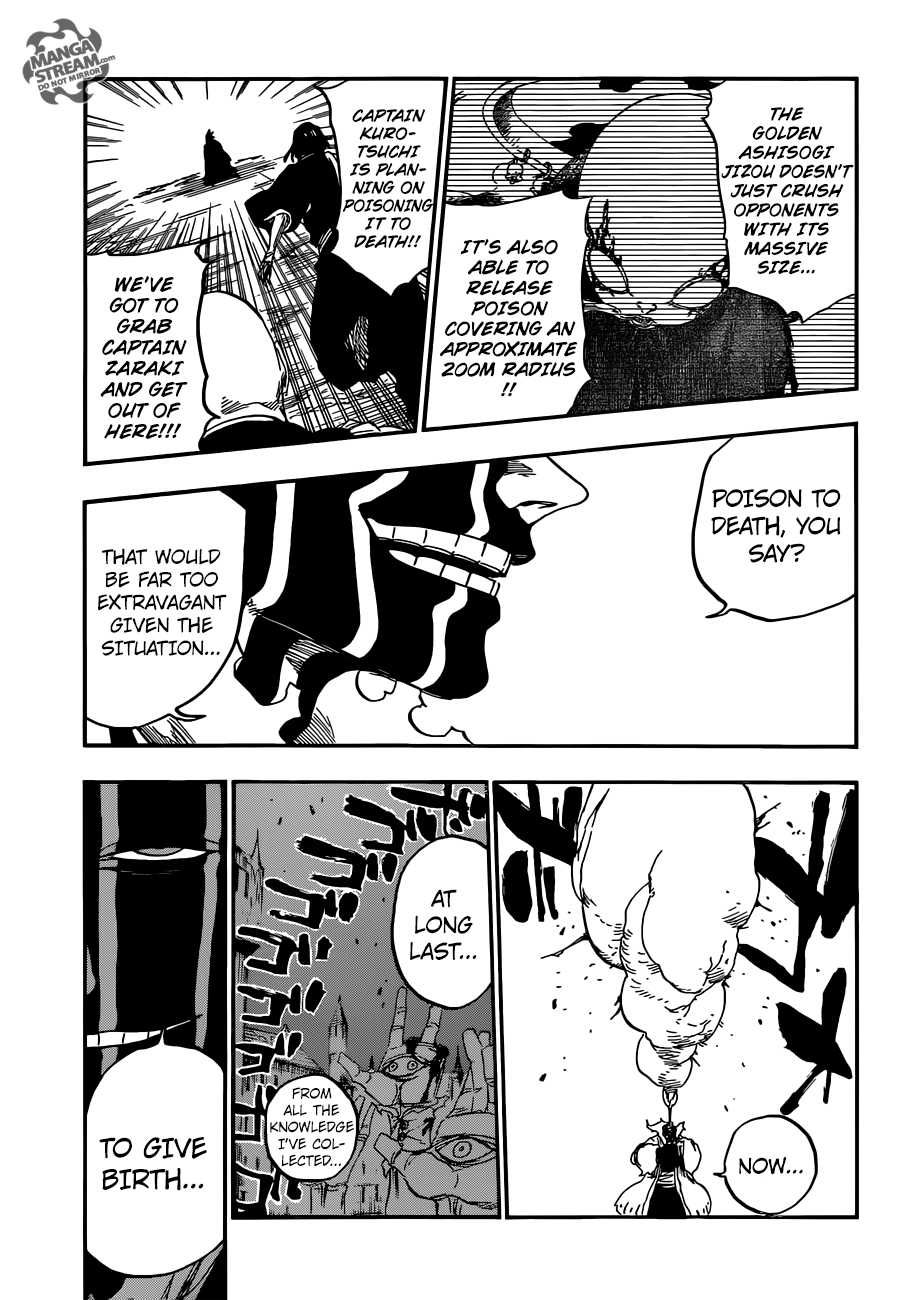 MANGA
STREAM.com
DO NOT MIRROR
THE
GOLDEN
ASHISOGI
JIZOU DOESN'T
JUST CRUSH
OPPONENTS
WITH ITS
MASSIVE
SIZE...
IT'S ALSO
ABLE TO
RELEASE
POISON
COVERING AN
APPROXIMATE
200M RADIUS
!!
CAPTAIN
KURO-
TSUCHI
IS PLAN-
NING ON
POISONING
IT TO
DEATH!!
WE'VE
GOT TO
GRAB
CAPTAIN
ZARAKI
AND GET
OUT OF
HERE!!!
POISON TO
DEATH, YOU
SAY?
THAT WOULD
BE FAR TOO
EXTRAVAGANT
GIVEN THE
SITUATION...
NOW...
AT
LONG
LAST...
FROM
ALL THE
KNOWLEDGE
I'VE COL-
LECTED...
TO GIVE
BIRTH...